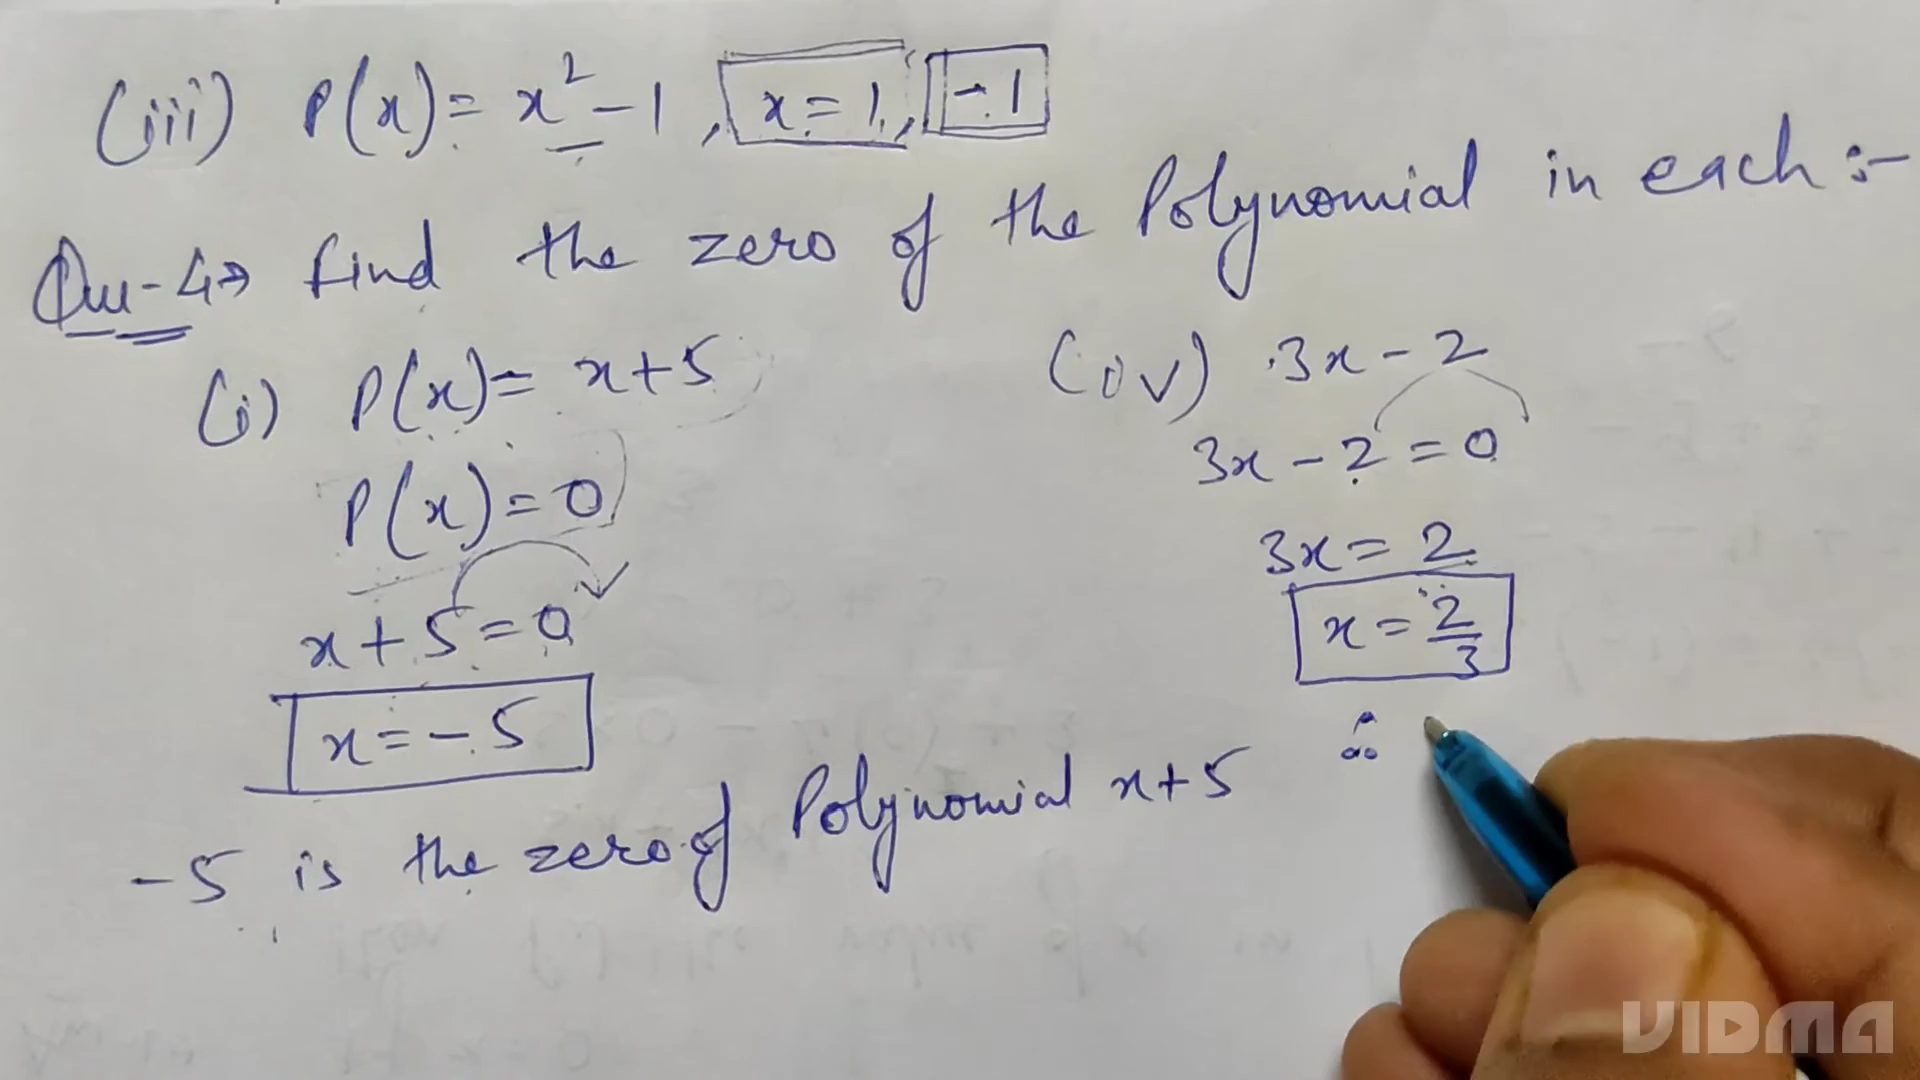 (iii) P(x) = x² - 1, x = 1, -1
Qu-4→ find the zero of the Polynomial in each :-
(i) P(x) = x+5
P(x) = 0
x+5=0
x=-5
-5 is the zero of Polynomial x+5
(iv) 3x-2
3x-2=0
3x=2
x=2/3
∴
VIDMA